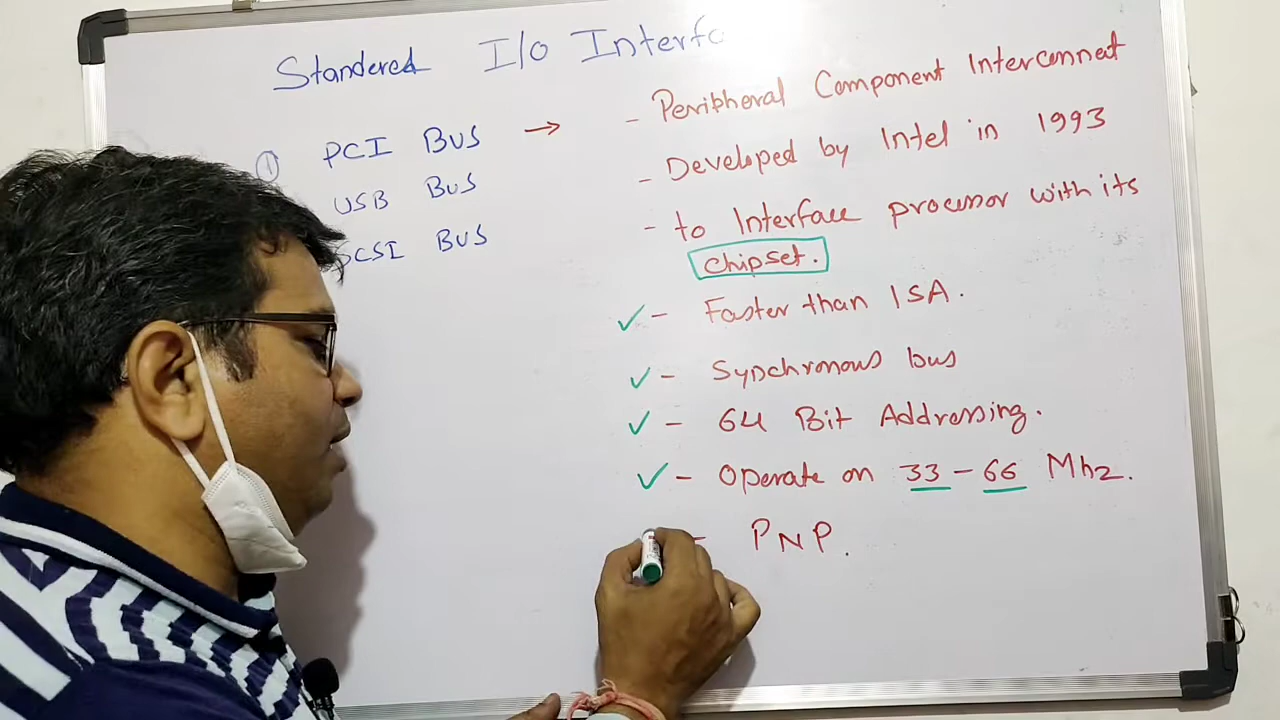 Standered I/o Interfa
① PCI BUS →
USB BUS
SCSI BUS
- Peripheral Component Interconnect
- Developed by Intel in 1993
- to Interface processor with its
chipset.
✓ - Faster than ISA.
✓ - Synchronous bus
✓ - 64 Bit Addressing.
✓ - Operate on 33 - 66 Mhz.
- PNP.